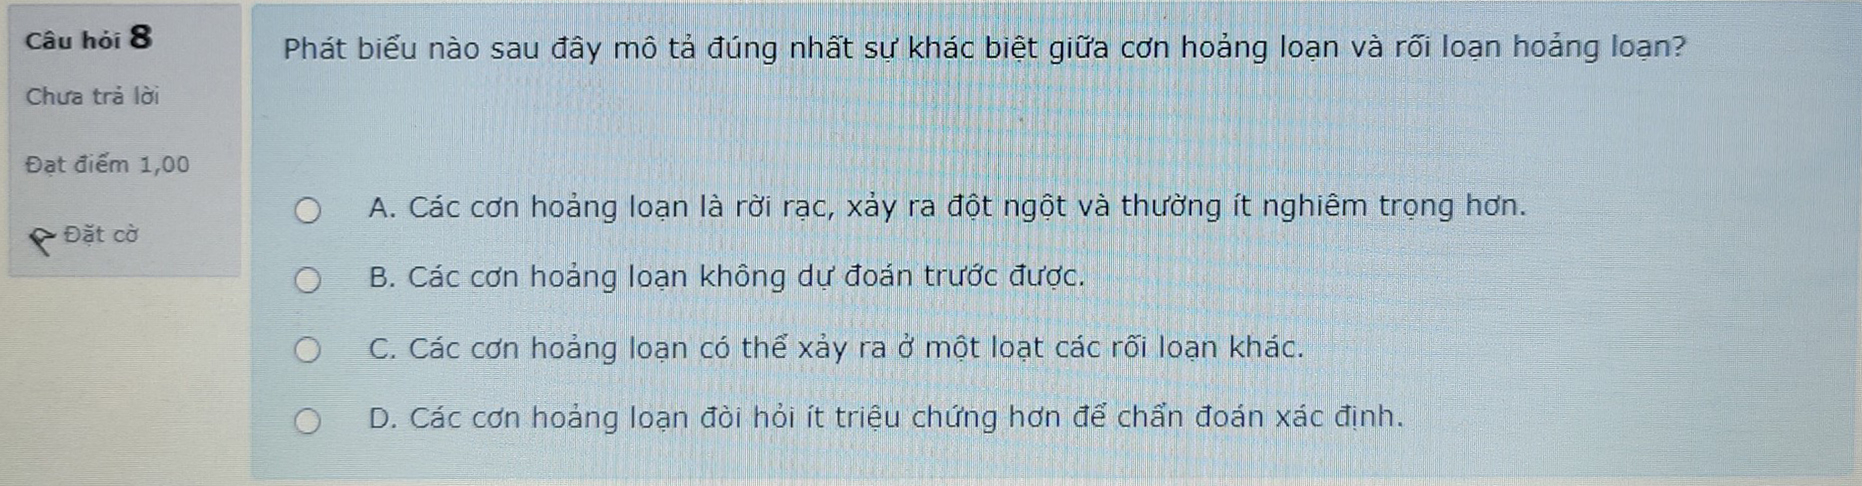 Câu hỏi 8
Chưa trả lời
Đạt điểm 1,00
Đặt cờ
Phát biểu nào sau đây mô tả đúng nhất sự khác biệt giữa cơn hoảng loạn và rối loạn hoảng loạn?
A. Các cơn hoảng loạn là rời rạc, xảy ra đột ngột và thường ít nghiêm trọng hơn.
B. Các cơn hoảng loạn không dự đoán trước được.
C. Các cơn hoảng loạn có thể xảy ra ở một loạt các rối loạn khác.
D. Các cơn hoảng loạn đòi hỏi ít triệu chứng hơn để chẩn đoán xác định.